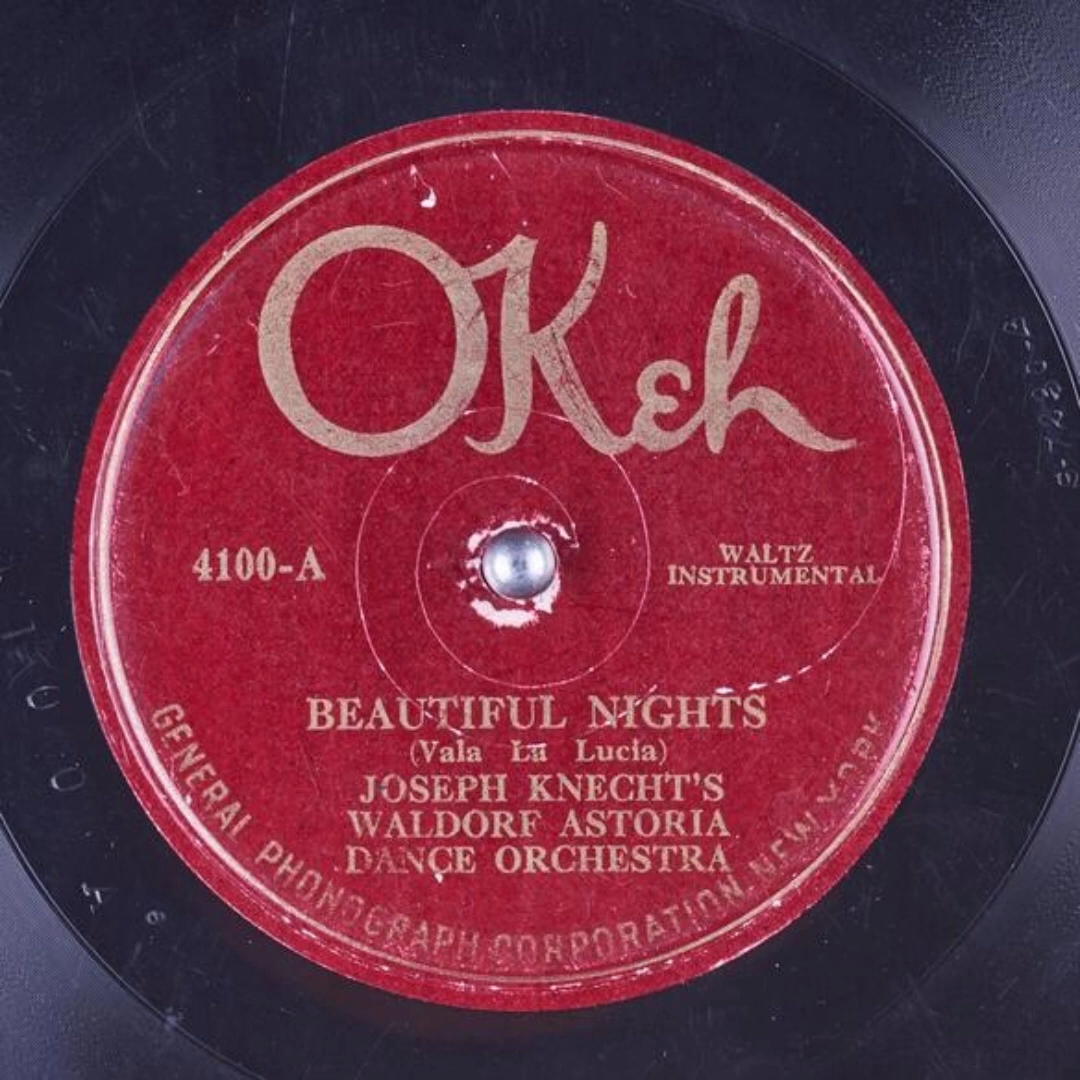 OKeh
4100-A
WALTZ
INSTRUMENTAL
BEAUTIFUL NIGHTS
(Vala La Lucia)
JOSEPH KNECHT'S
WALDORF ASTORIA
DANCE ORCHESTRA
GENERAL PHONOGRAPH CORPORATION NEW YORK